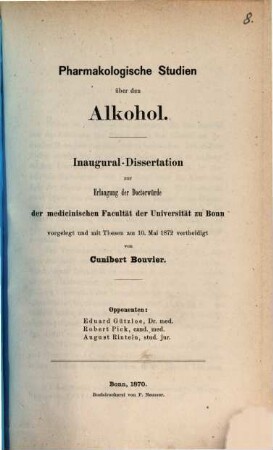 8.
Pharmakologische Studien
über den
Alkohol.
Inaugural-Dissertation
zur
Erlangung der Doctorwürde
der medicinischen Facultät der Universität zu Bonn
vorgelegt und mit Thesen am 10. Mai 1872 vertheidigt
von
Cunibert Bouvier.
Opponenten:
Eduard Gützloe, Dr. med.
Robert Pick, cand. med.
August Rinteln, stud. jur.
Bonn, 1870.
Buchdruckerei von F. Neusser.